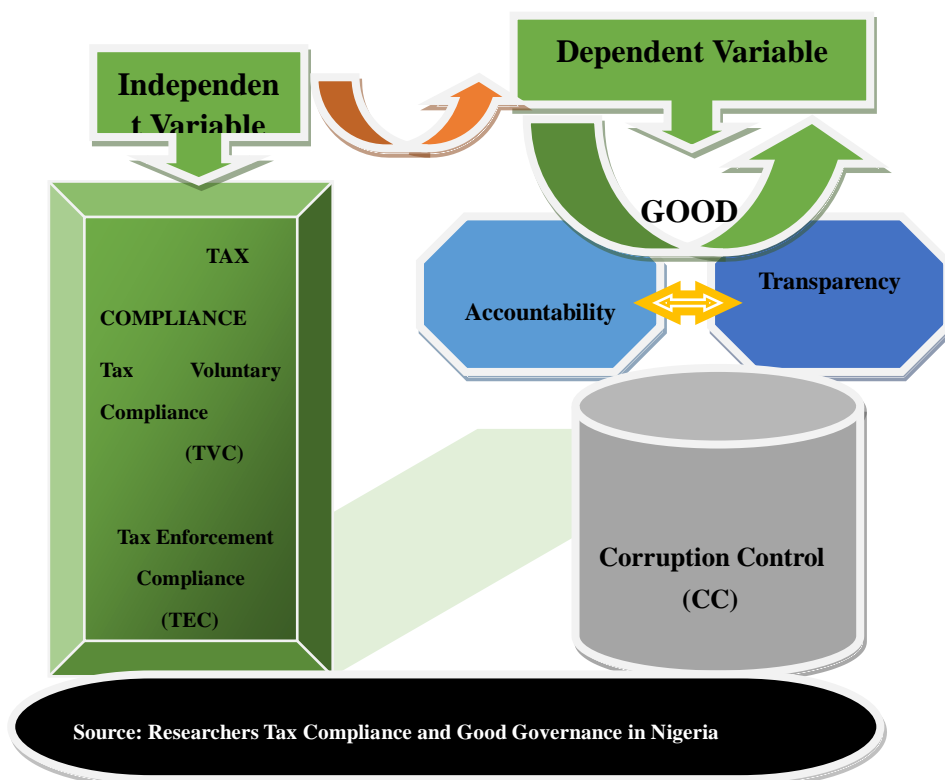 Independen
t Variable
Dependent Variable
GOOD
TAX
COMPLIANCE
Tax Voluntary
Compliance
(TVC)
Tax Enforcement
Compliance
(TEC)
Accountability
Transparency
Corruption Control
(CC)
Source: Researchers Tax Compliance and Good Governance in Nigeria